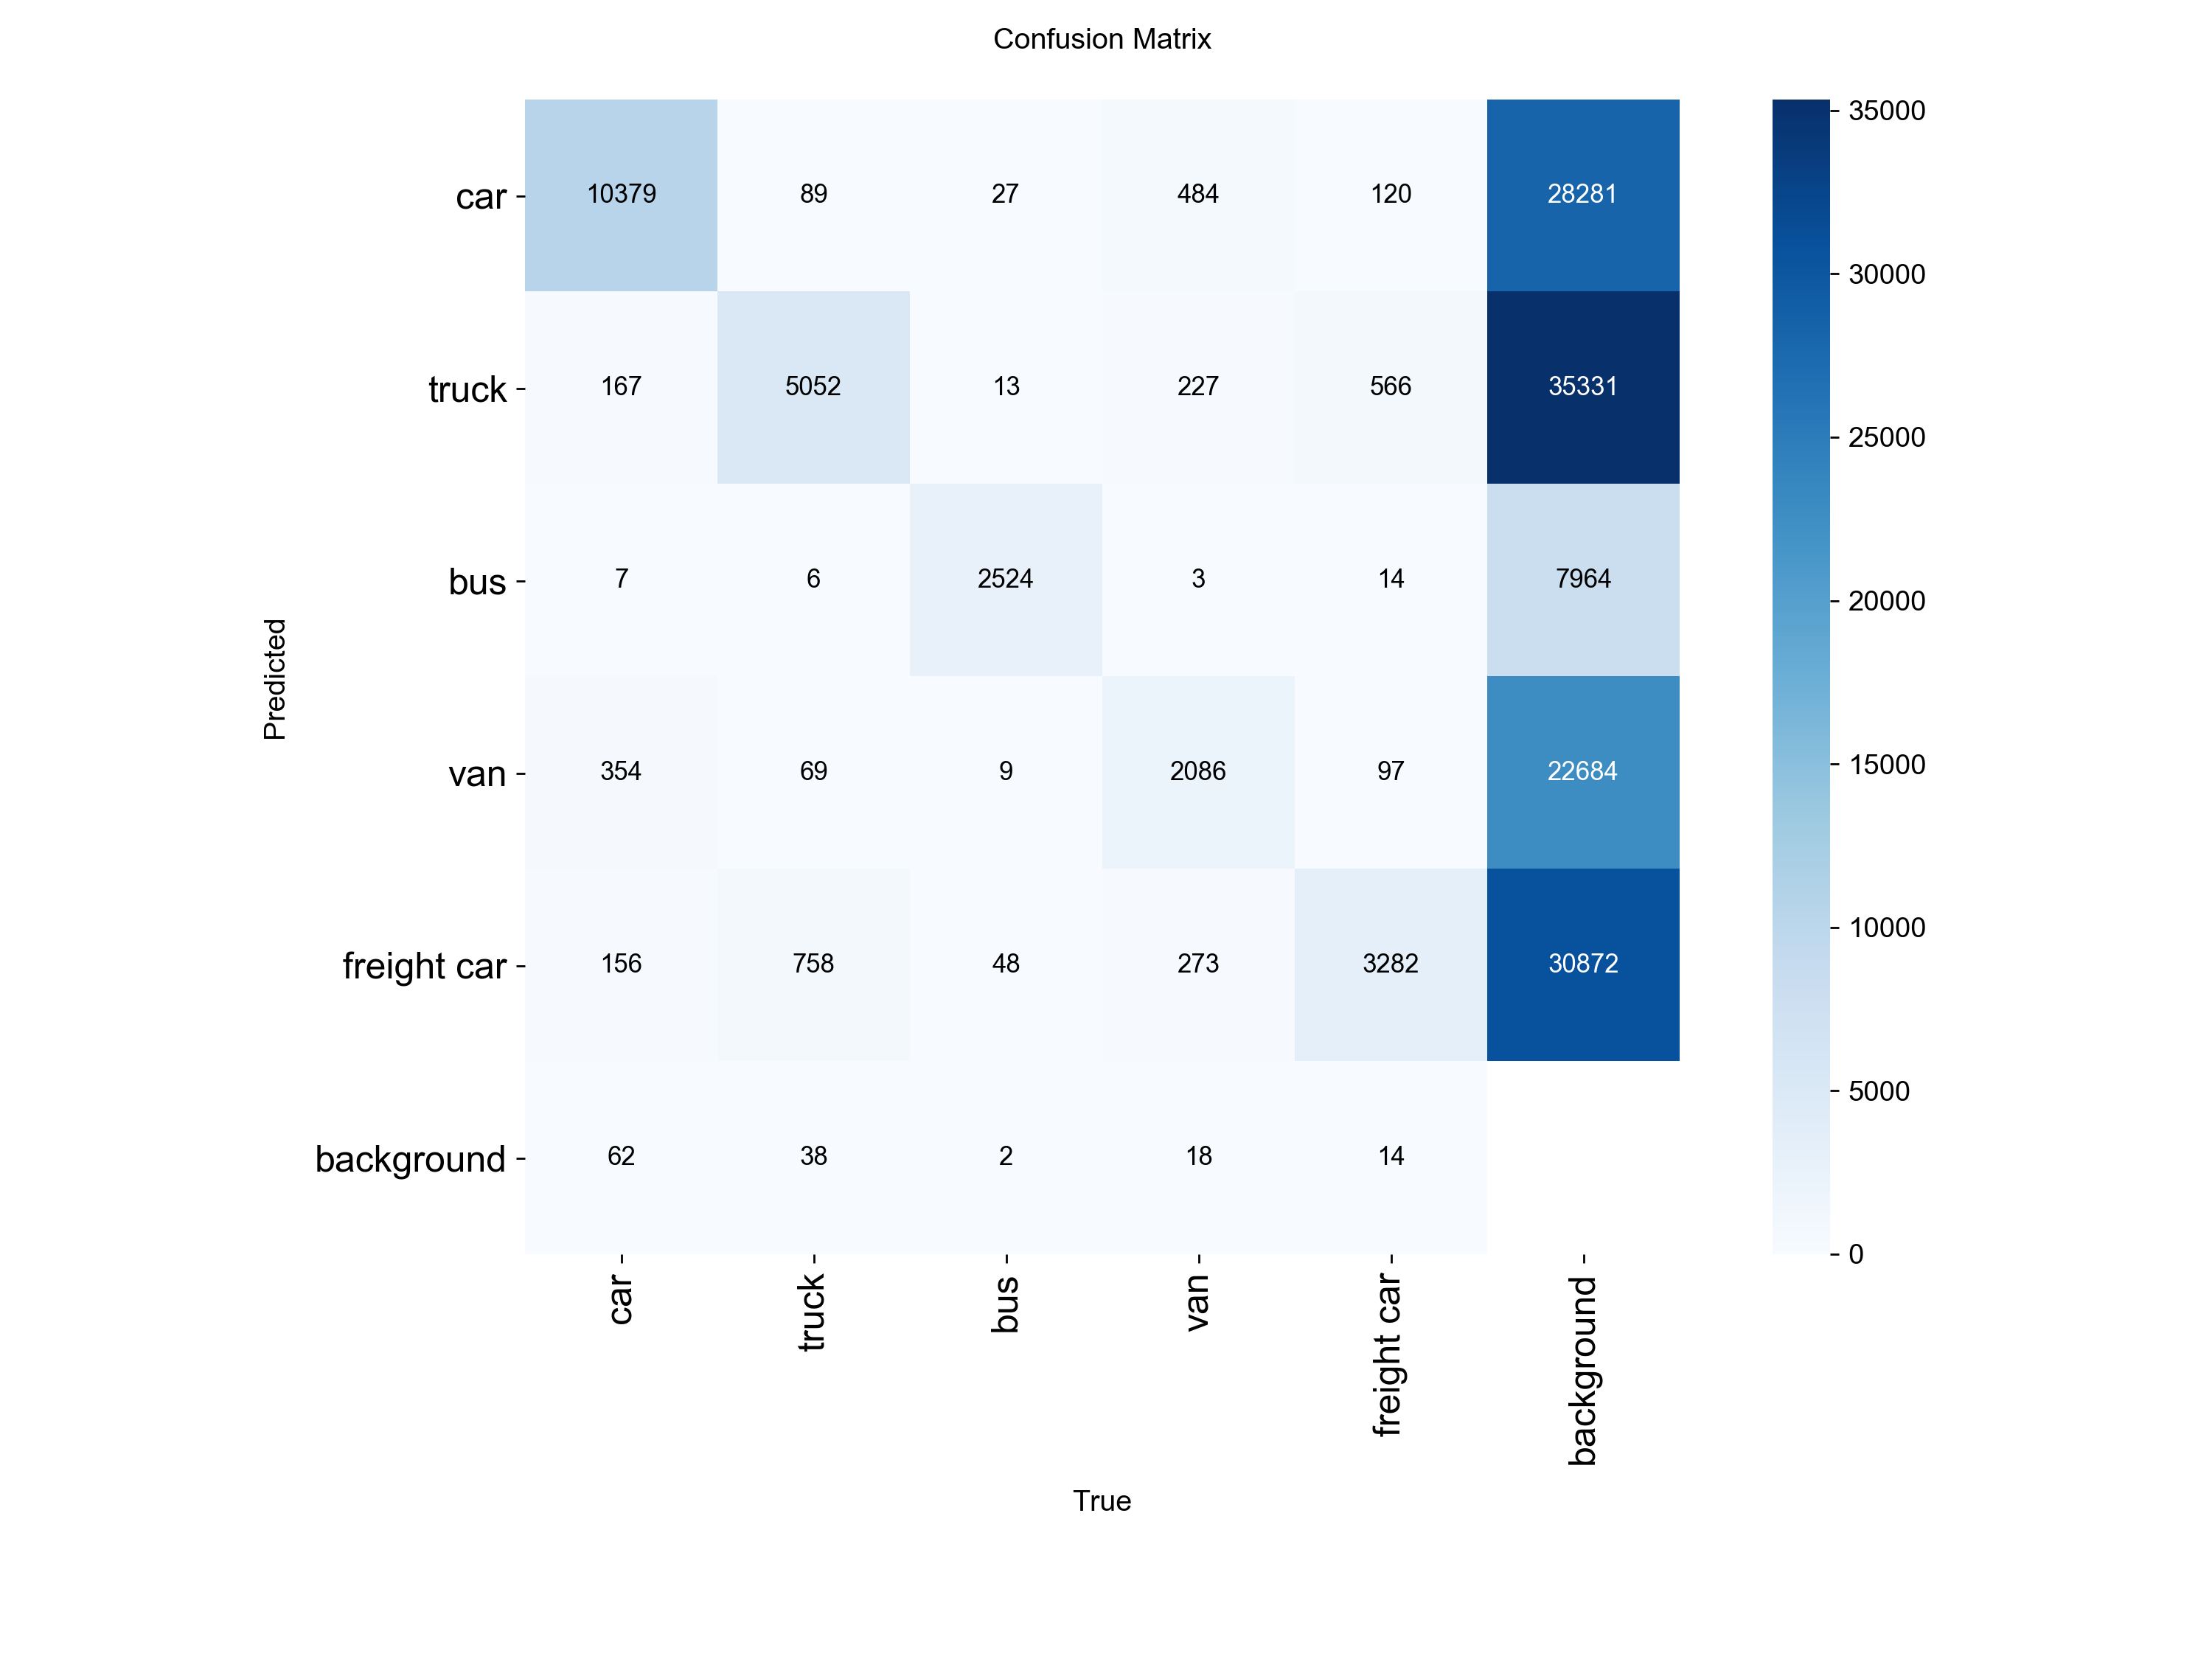 Confusion Matrix
car 10379 89 27 484 120 28281
truck 167 5052 13 227 566 35331
bus 7 6 2524 3 14 7964
van 354 69 9 2086 97 22684
freight car 156 758 48 273 3282 30872
background 62 38 2 18 14
Predicted
car truck bus van freight car background
True
35000
30000
25000
20000
15000
10000
5000
0